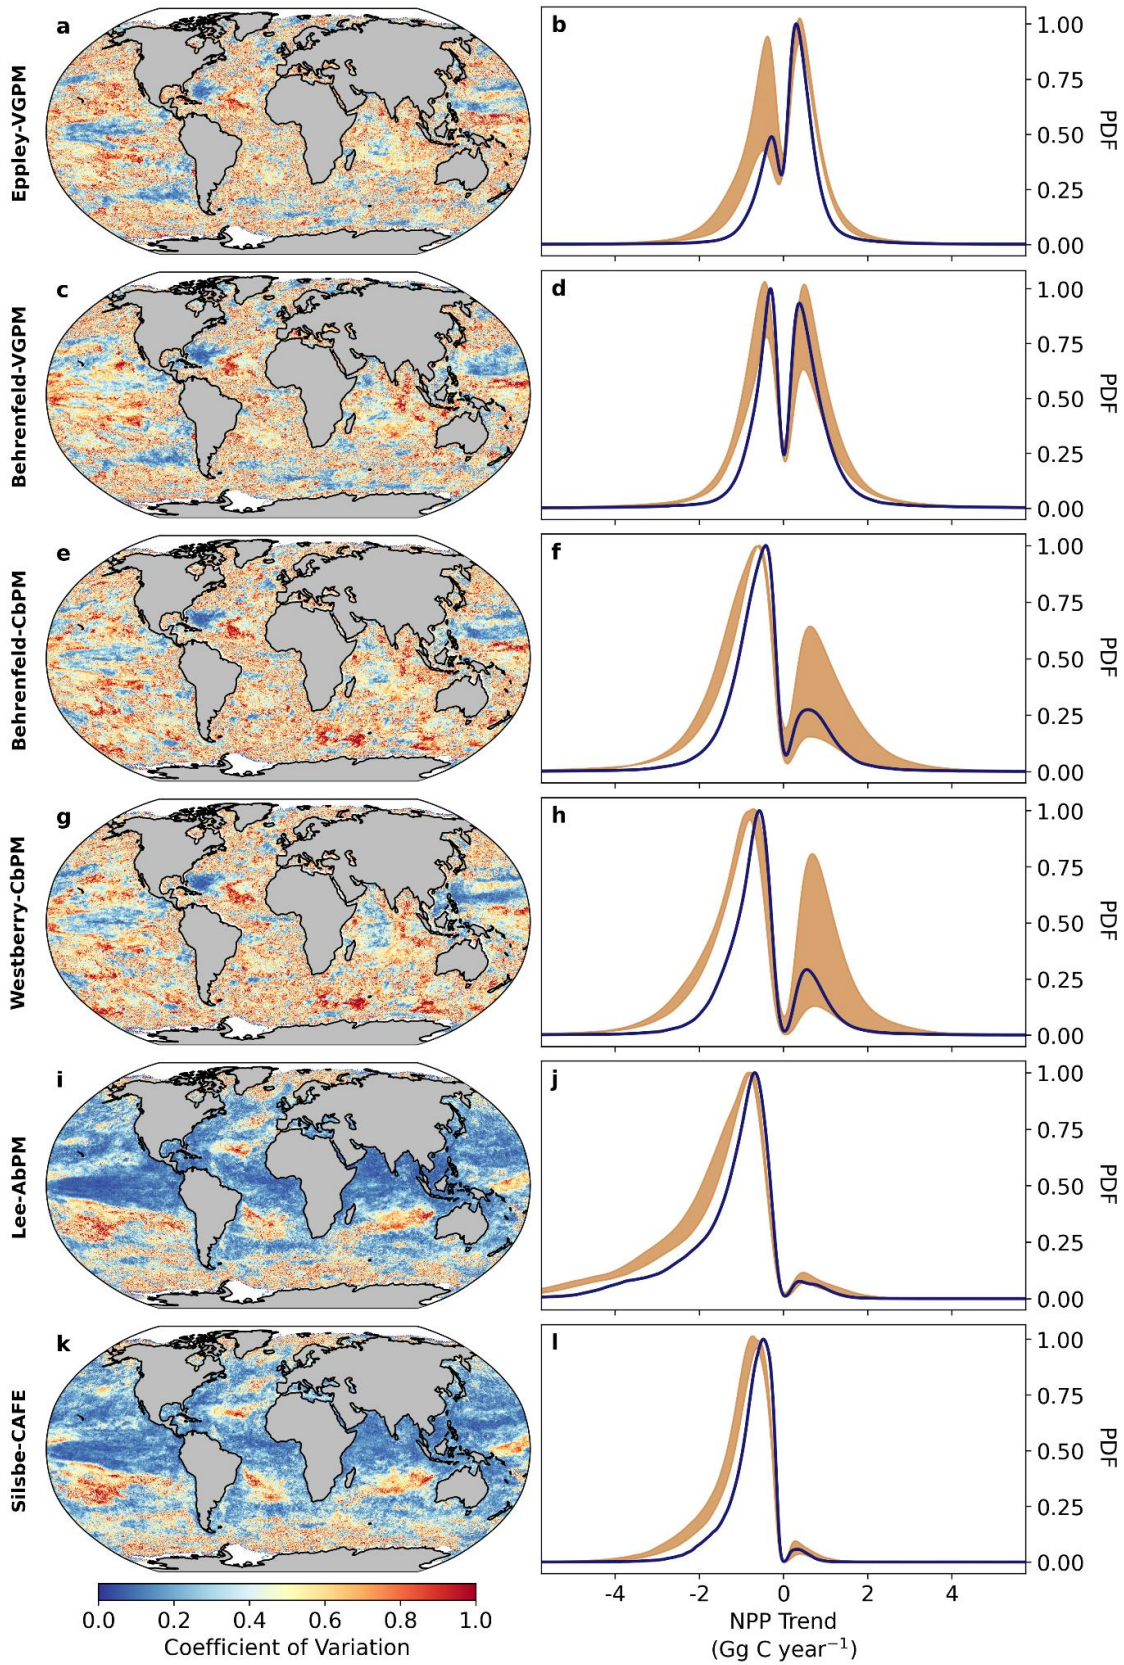 a
b
Eppley-VGPM
1.00
0.75
0.50
0.25
0.00
PDF
c
d
Behrenfeld-VGPM
1.00
0.75
0.50
0.25
0.00
PDF
e
f
Behrenfeld-CbPM
1.00
0.75
0.50
0.25
0.00
PDF
g
h
Westberry-CbPM
1.00
0.75
0.50
0.25
0.00
PDF
i
j
Lee-AbPM
1.00
0.75
0.50
0.25
0.00
PDF
k
l
Silsbe-CAFE
1.00
0.75
0.50
0.25
0.00
PDF
0.0 0.2 0.4 0.6 0.8 1.0
Coefficient of Variation
-4 -2 0 2 4
NPP Trend
(Gg C year⁻¹)